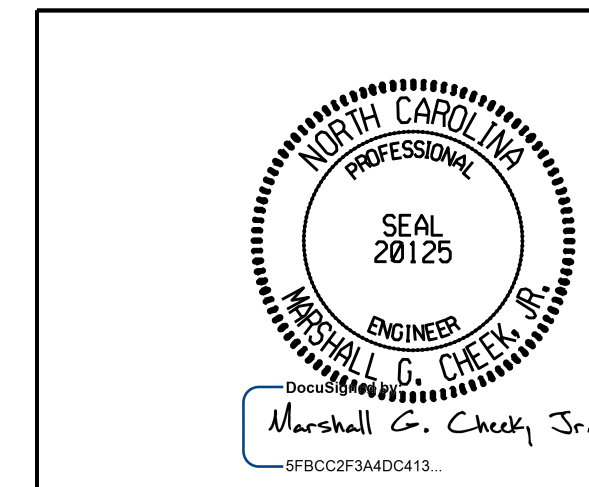 NORTH CAROLINA
PROFESSIONAL
SEAL
20125
ENGINEER
MARSHALL G. CHEEK, JR.
DocuSigned by:
Marshall G. Cheek, Jr.
5FBCC2F3A4DC413...